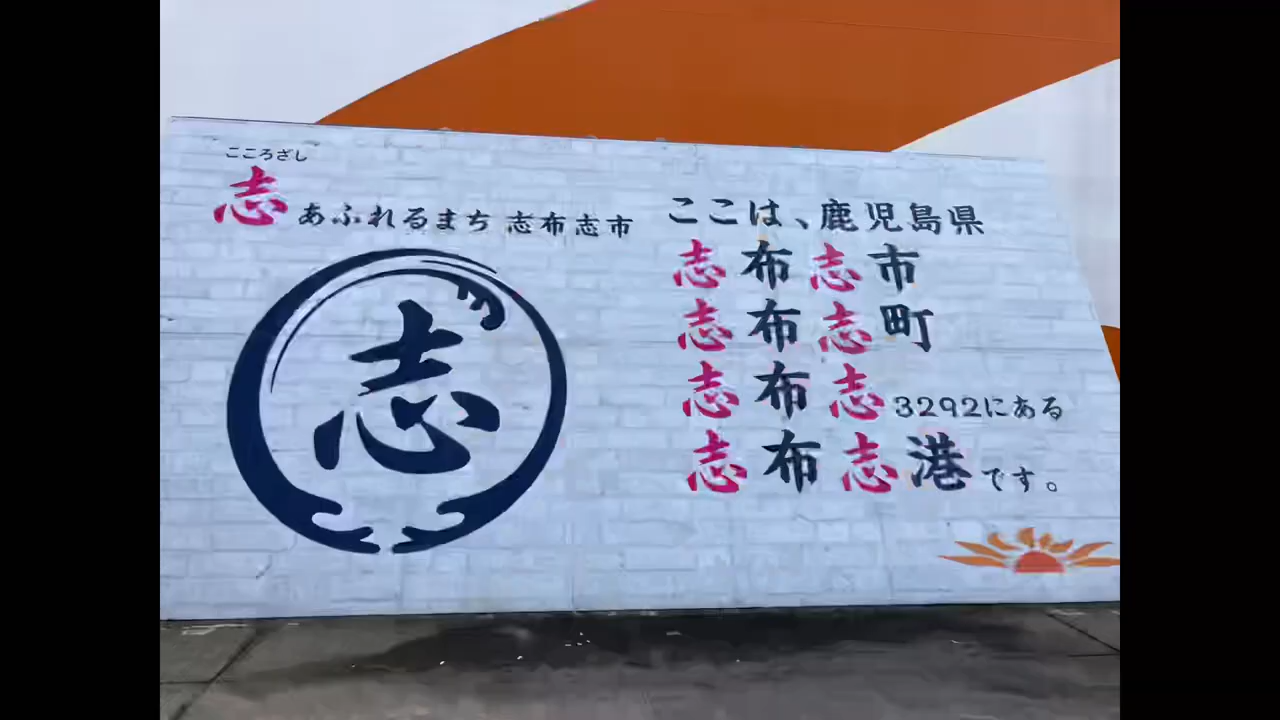 こころざし
志あふれるまち 志布志市
志
ここは、鹿児島県
志布志市
志布志町
志布志3292にある
志布志港です。